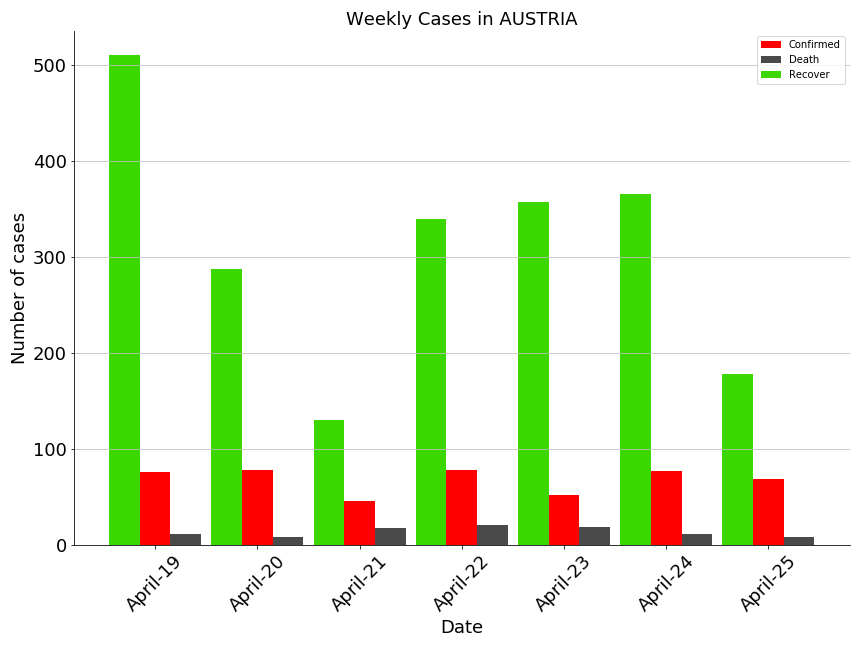 Weekly Cases in AUSTRIA
Confirmed
Death
Recover
Number of cases
500
400
300
200
100
0
April-19
April-20
April-21
April-22
April-23
April-24
April-25
Date